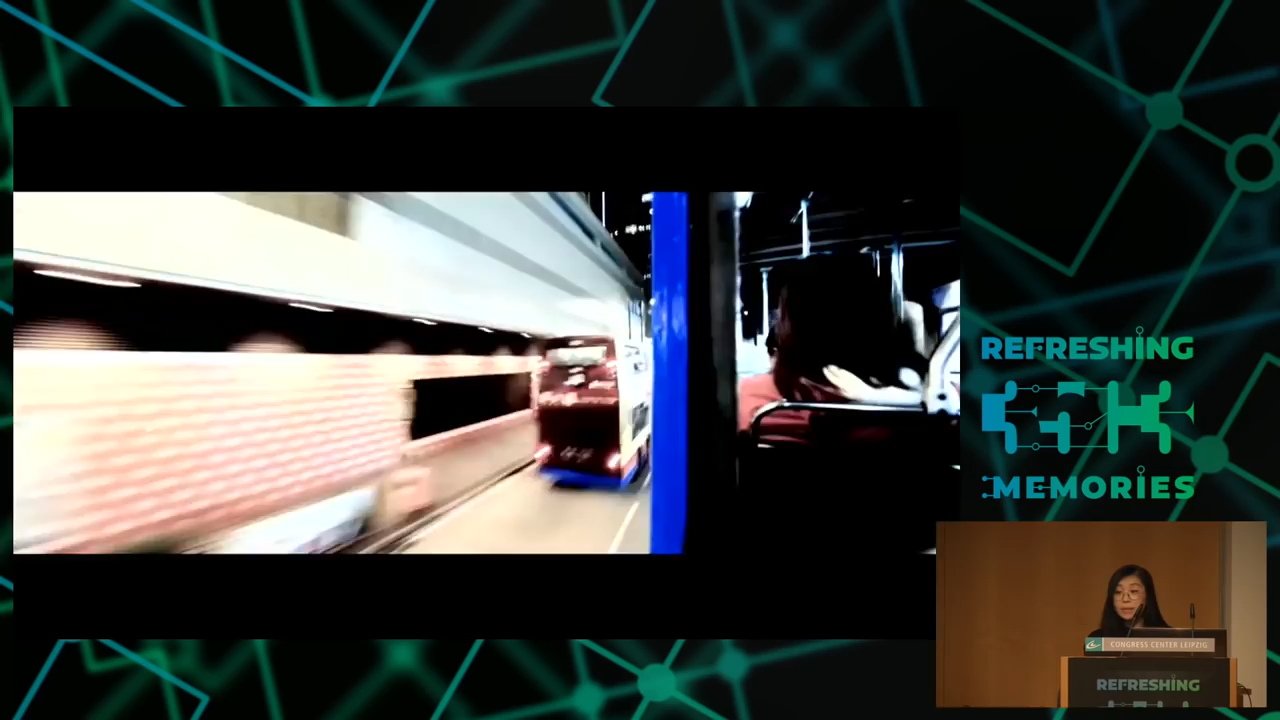 REFRESHING
MEMORIES
CONGRESS CENTER LEIPZIG
REFRESHING